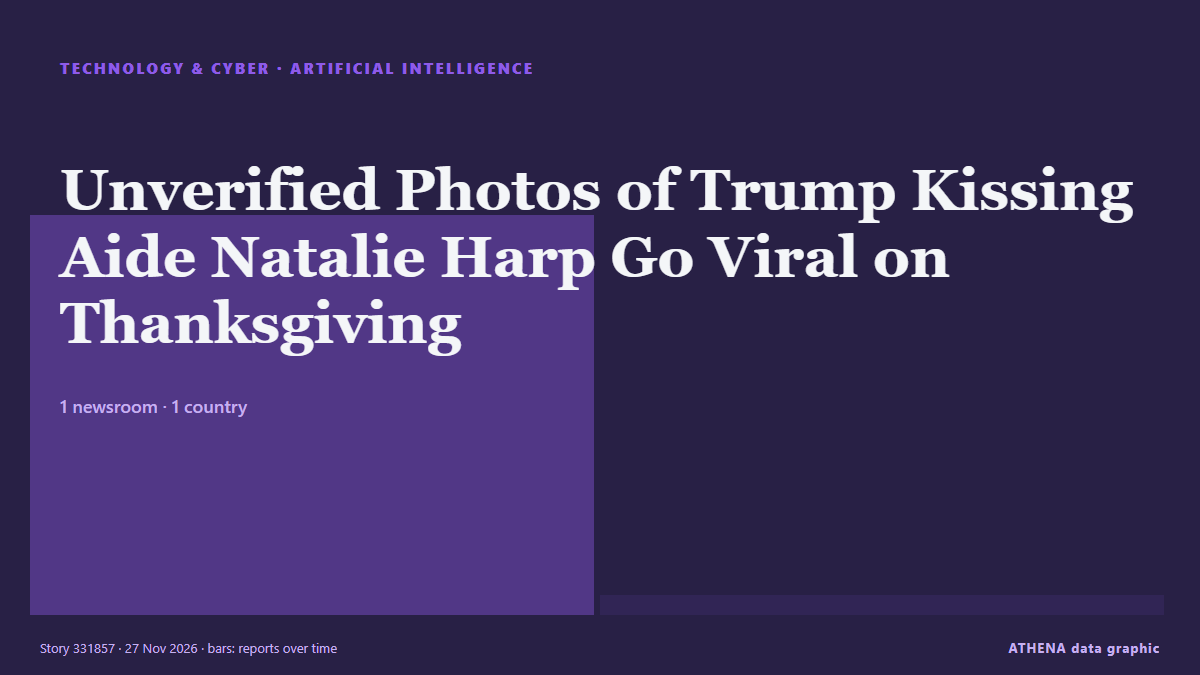 TECHNOLOGY & CYBER · ARTIFICIAL INTELLIGENCE
Unverified Photos of Trump Kissing
Aide Natalie Harp Go Viral on
Thanksgiving
1 newsroom · 1 country
Story 331857 · 27 Nov 2026 · bars: reports over time
ATHENA data graphic